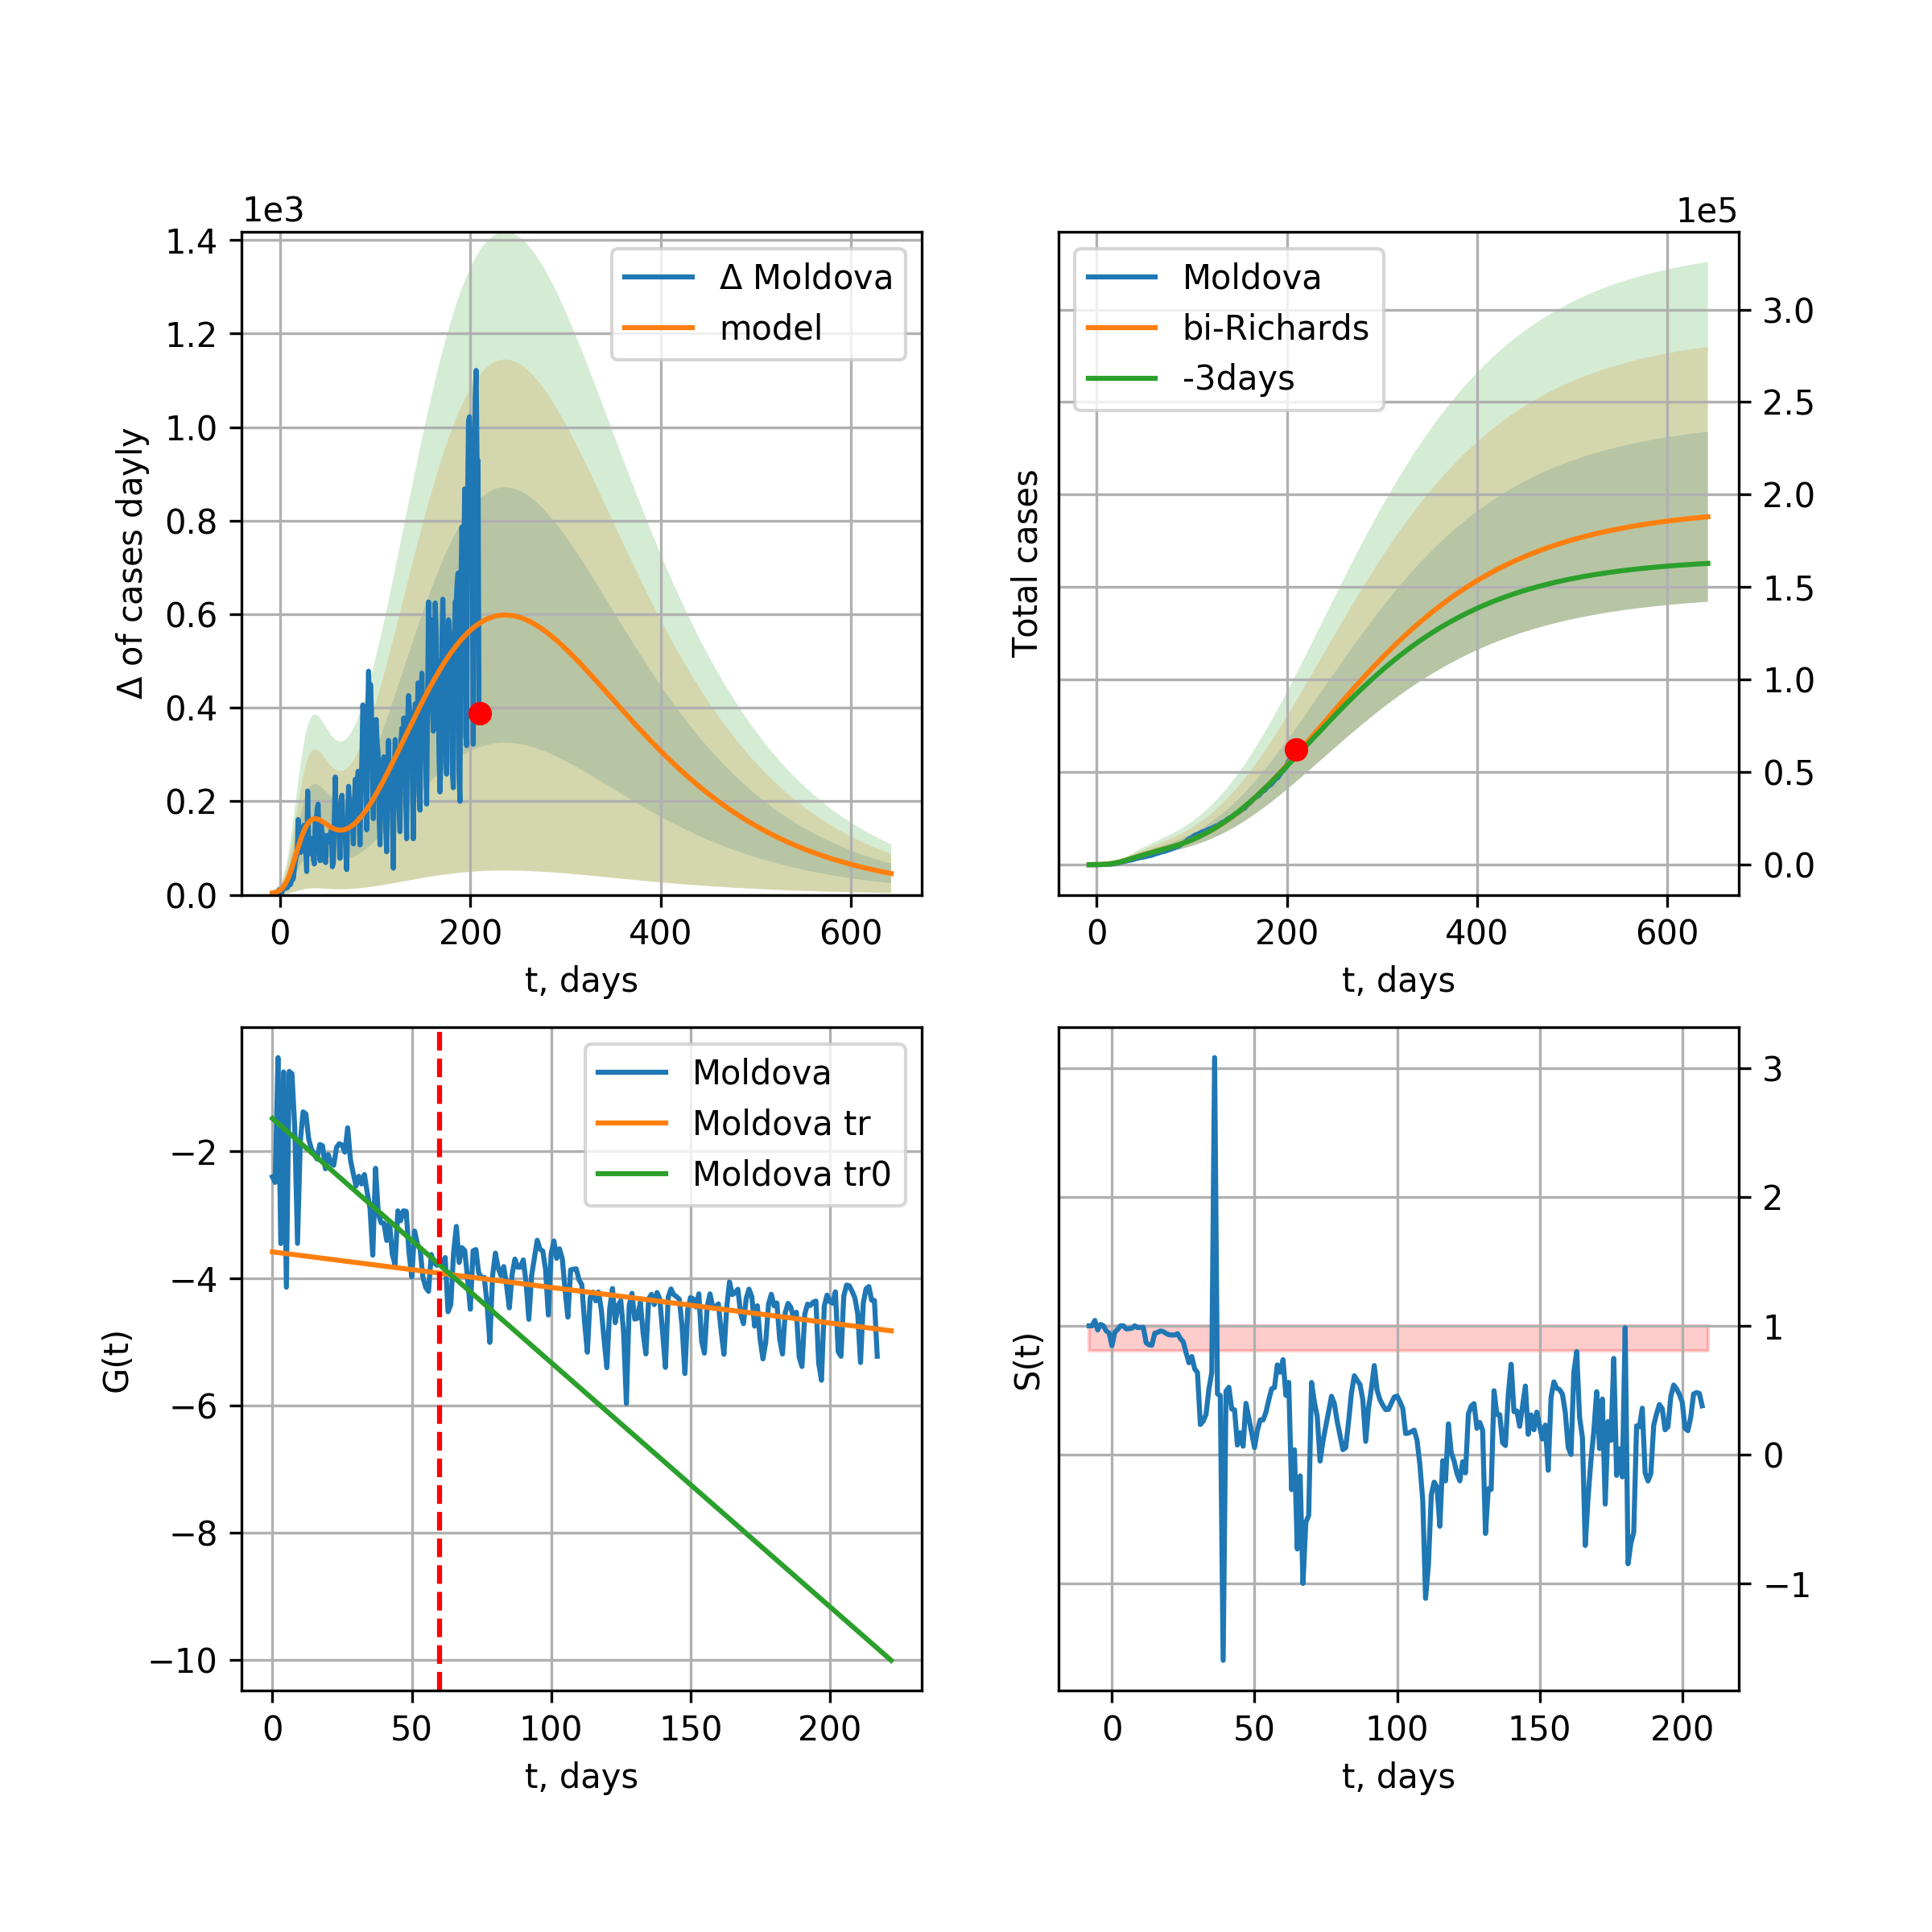 1e3
1.4
1.2
1.0
0.8
0.6
0.4
0.2
0.0
Δ of cases dayly
Δ Moldova
model
0 200 400 600
t, days
1e5
Total cases
Moldova
bi-Richards
-3days
3.0
2.5
2.0
1.5
1.0
0.5
0.0
0 200 400 600
t, days
−2
−4
−6
−8
−10
G(t)
Moldova
Moldova tr
Moldova tr0
0 50 100 150 200
t, days
S(t)
3
2
1
0
−1
0 50 100 150 200
t, days